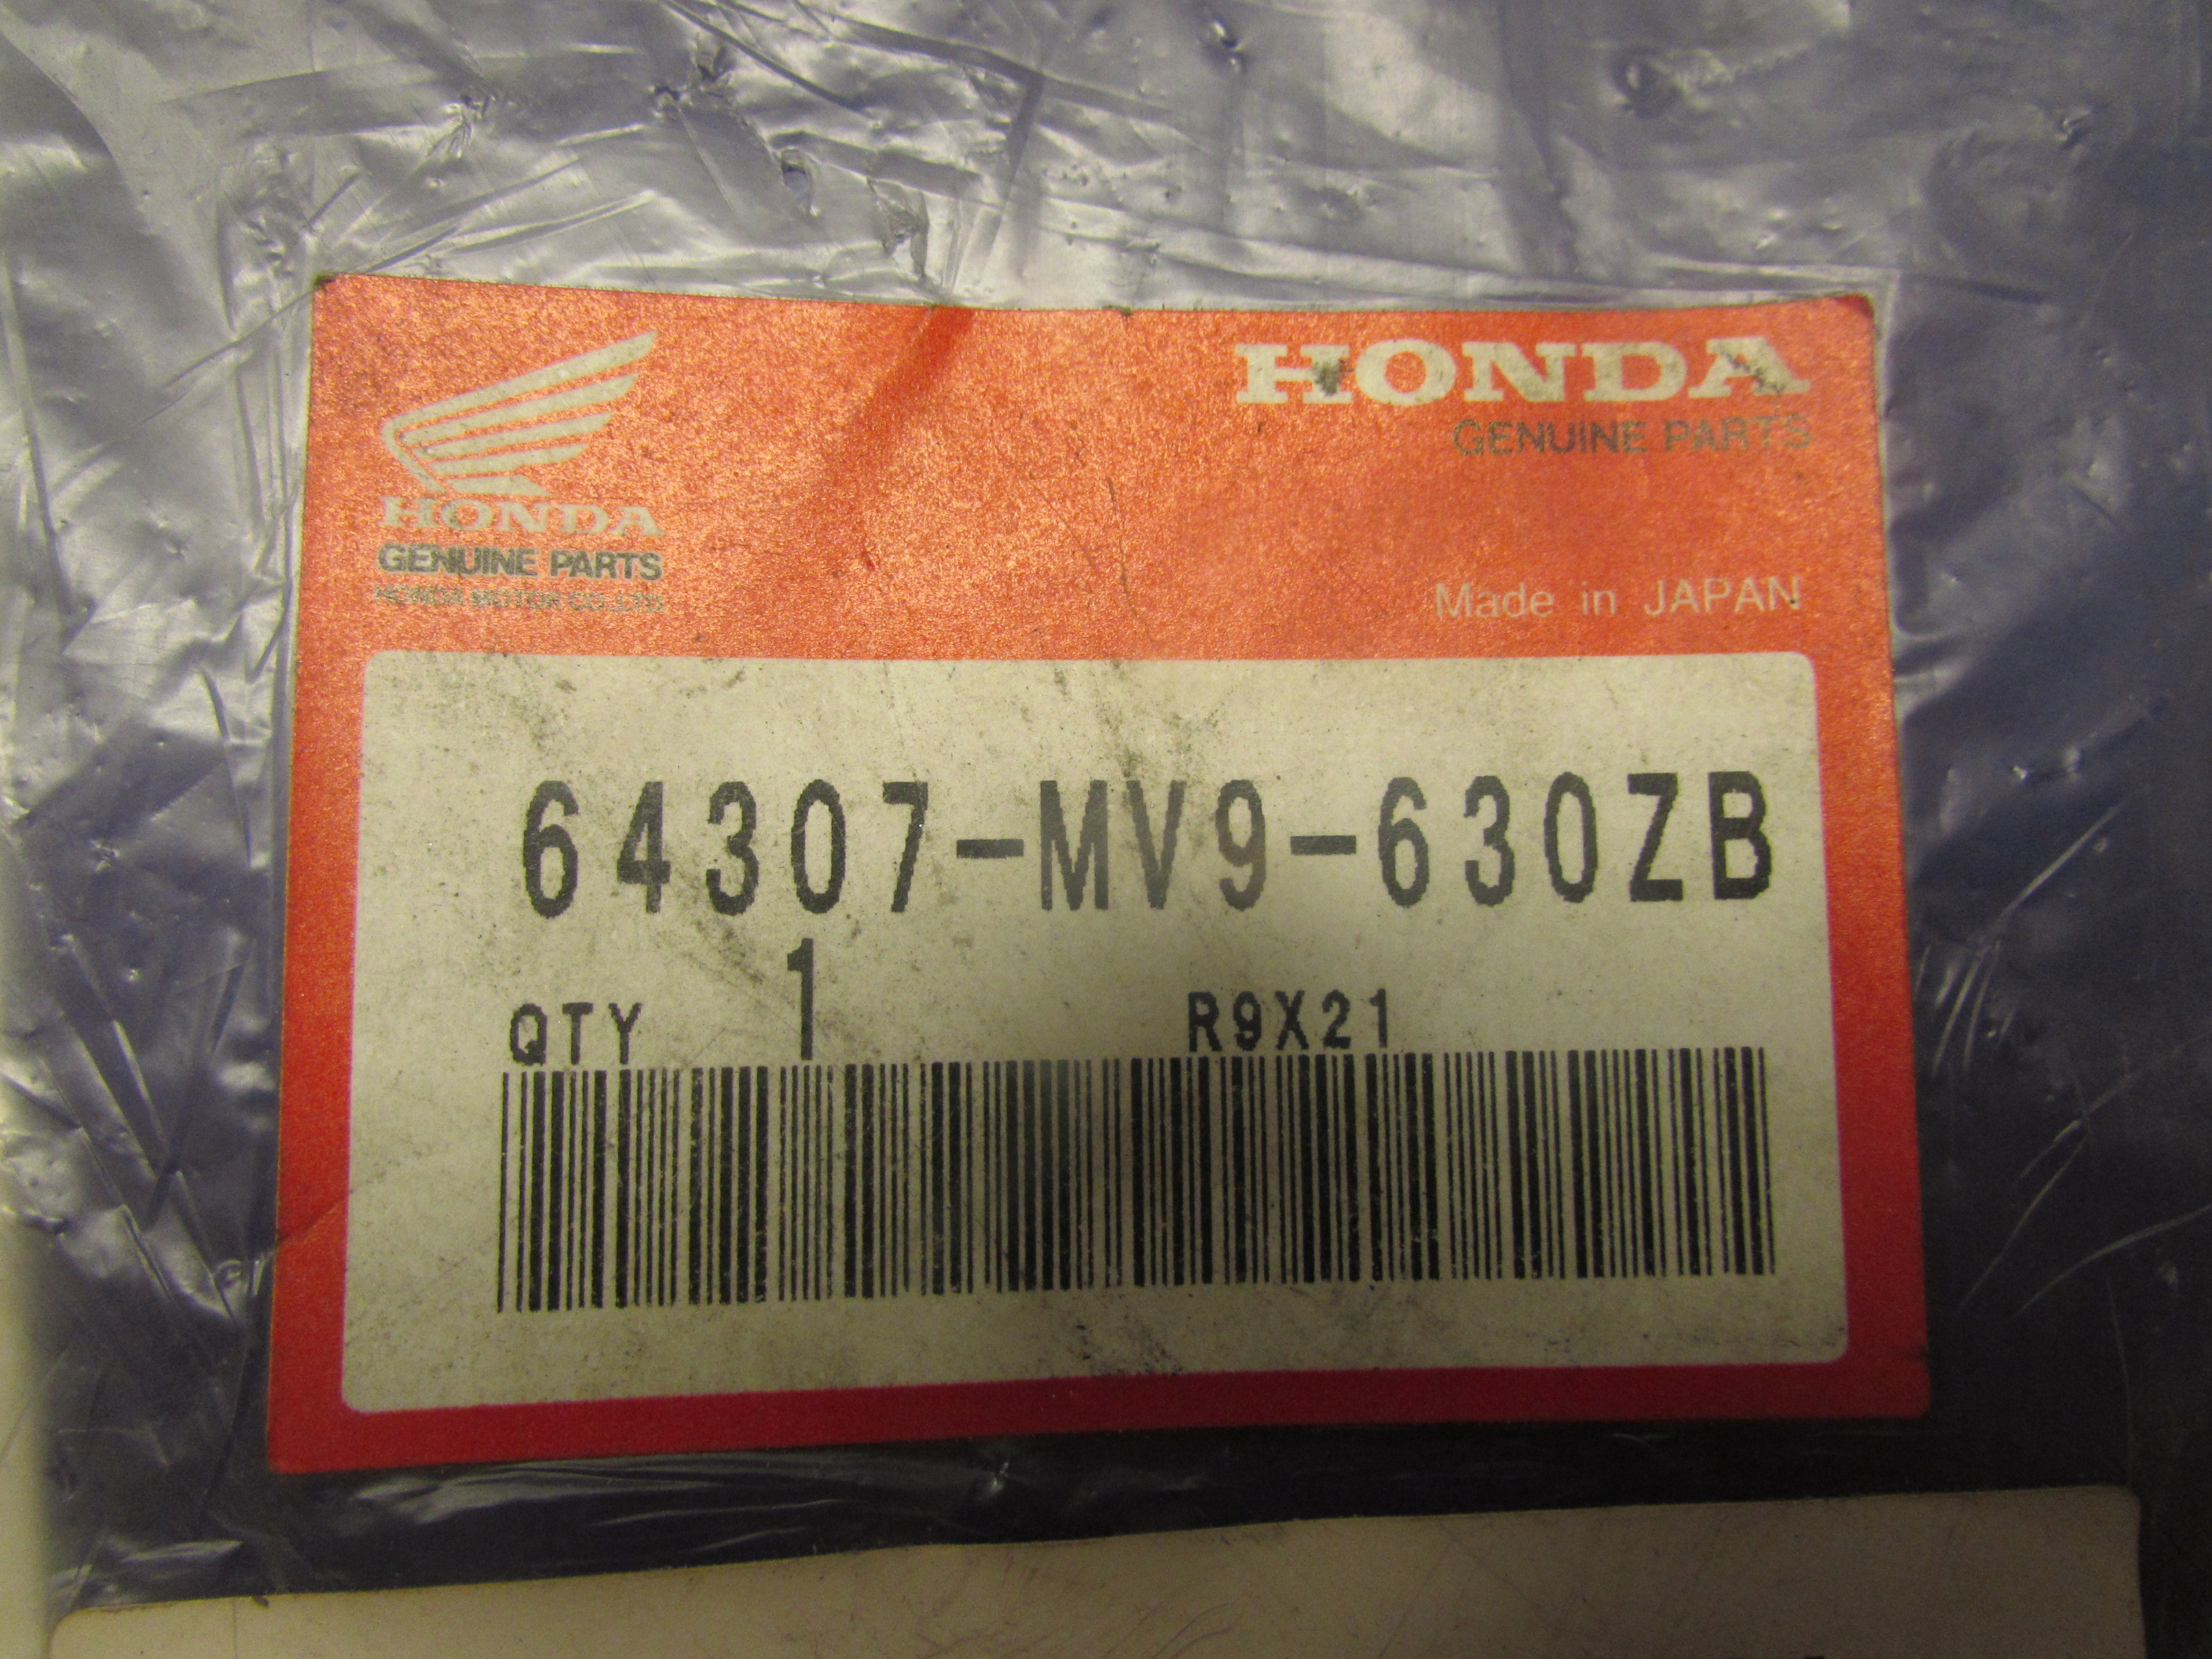 HONDA
GENUINE PARTS
HONDA MOTOR CO.,LTD
HONDA
GENUINE PARTS
Made in JAPAN
64307-MV9-630ZB
QTY 1 R9X21